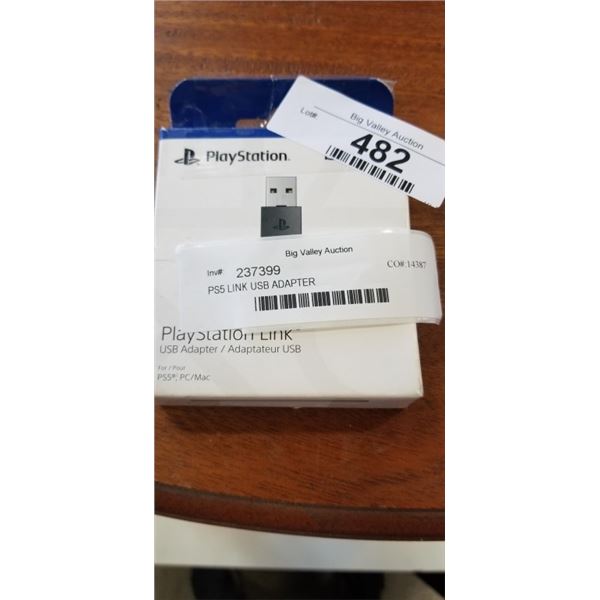 Big Valley Auction
Lot#:
482
PlayStation.
Big Valley Auction
Inv# 237399
CO#:14387
PS5 LINK USB ADAPTER
PlayStation Link™
USB Adapter / Adaptateur USB
For / Pour
PS5®, PC/Mac